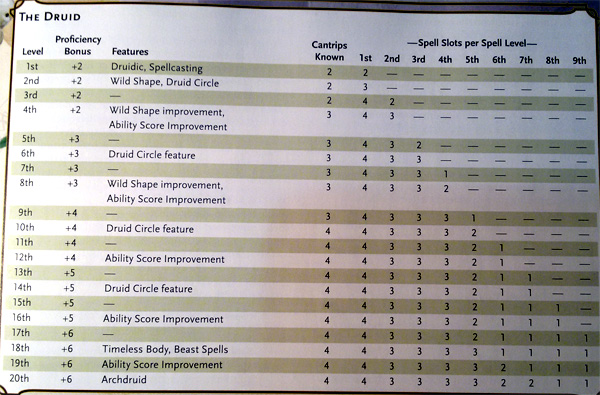 THE DRUID
Proficiency Cantrips —Spell Slots per Spell Level—
Level Bonus Features Known 1st 2nd 3rd 4th 5th 6th 7th 8th 9th
1st +2 Druidic, Spellcasting 2 2 — — — — — — — —
2nd +2 Wild Shape, Druid Circle 2 3 — — — — — — — —
3rd +2 — 2 4 2 — — — — — — —
4th +2 Wild Shape improvement, 3 4 3 — — — — — — —
Ability Score Improvement
5th +3 — 3 4 3 2 — — — — — —
6th +3 Druid Circle feature 3 4 3 3 — — — — — —
7th +3 — 3 4 3 3 1 — — — — —
8th +3 Wild Shape improvement, 3 4 3 3 2 — — — — —
Ability Score Improvement
9th +4 — 3 4 3 3 3 1 — — — —
10th +4 Druid Circle feature 4 4 3 3 3 2 — — — —
11th +4 — 4 4 3 3 3 2 1 — — —
12th +4 Ability Score Improvement 4 4 3 3 3 2 1 — — —
13th +5 — 4 4 3 3 3 2 1 1 — —
14th +5 Druid Circle feature 4 4 3 3 3 2 1 1 — —
15th +5 — 4 4 3 3 3 2 1 1 1 —
16th +5 Ability Score Improvement 4 4 3 3 3 2 1 1 1 —
17th +6 — 4 4 3 3 3 2 1 1 1 1
18th +6 Timeless Body, Beast Spells 4 4 3 3 3 3 1 1 1 1
19th +6 Ability Score Improvement 4 4 3 3 3 3 2 1 1 1
20th +6 Archdruid 4 4 3 3 3 3 2 2 1 1